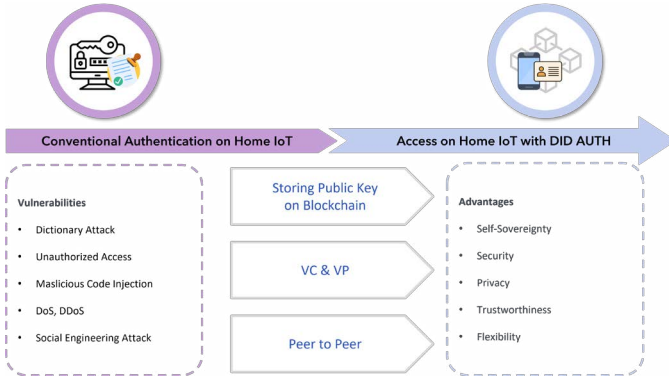 Conventional Authentication on Home IoT
Access on Home IoT with DID AUTH
Vulnerabilities
• Dictionary Attack
• Unauthorized Access
• Maslicious Code Injection
• DoS, DDoS
• Social Engineering Attack
Storing Public Key
on Blockchain
VC & VP
Peer to Peer
Advantages
• Self-Sovereignty
• Security
• Privacy
• Trustworthiness
• Flexibility